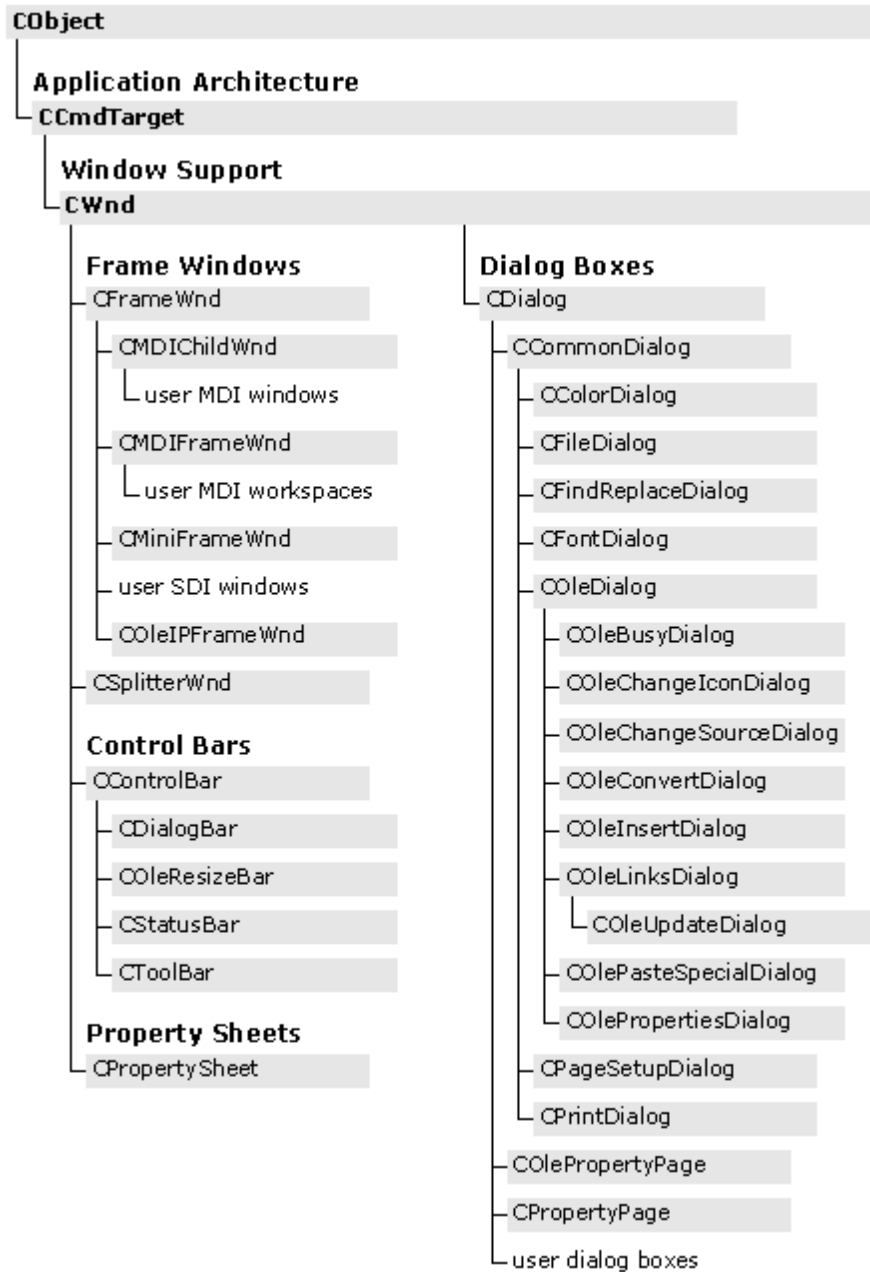 CObject
Application Architecture
CCmdTarget
Window Support
CWnd
Frame Windows
CFrameWnd
CMDIChildWnd
user MDI windows
CMDIFrameWnd
user MDI workspaces
CMiniFrameWnd
user SDI windows
COleIPFrameWnd
CSplitterWnd
Control Bars
CControlBar
CDialogBar
COleResizeBar
CStatusBar
CToolBar
Property Sheets
CPropertySheet
Dialog Boxes
CDialog
CCommonDialog
CColorDialog
CFileDialog
CFindReplaceDialog
CFontDialog
COleDialog
COleBusyDialog
COleChangeIconDialog
COleChangeSourceDialog
COleConvertDialog
COleInsertDialog
COleLinksDialog
COleUpdateDialog
COlePasteSpecialDialog
COlePropertiesDialog
CPageSetupDialog
CPrintDialog
COlePropertyPage
CPropertyPage
user dialog boxes